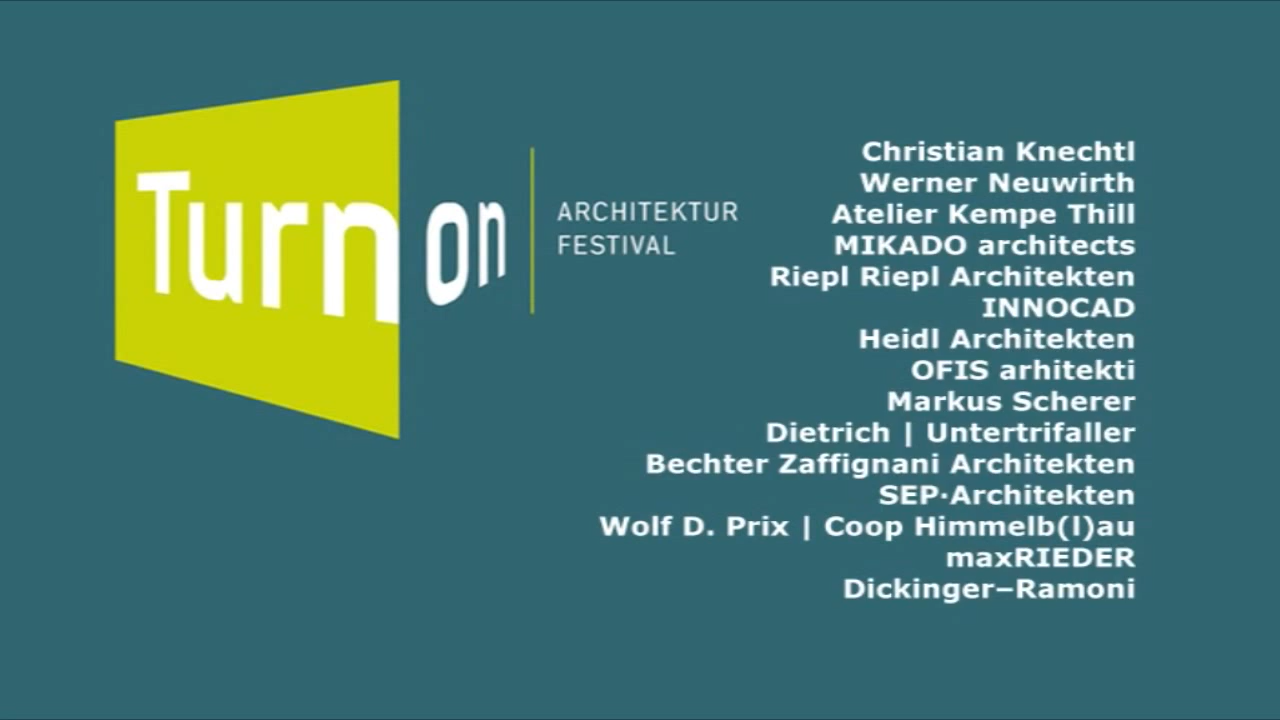 Turn on
ARCHITEKTUR
FESTIVAL
Christian Knechtl
Werner Neuwirth
Atelier Kempe Thill
MIKADO architects
Riepl Riepl Architekten
INNOCAD
Heidl Architekten
OFIS arhitekti
Markus Scherer
Dietrich | Untertrifaller
Bechter Zaffignani Architekten
SEP·Architekten
Wolf D. Prix | Coop Himmelb(l)au
maxRIEDER
Dickinger–Ramoni